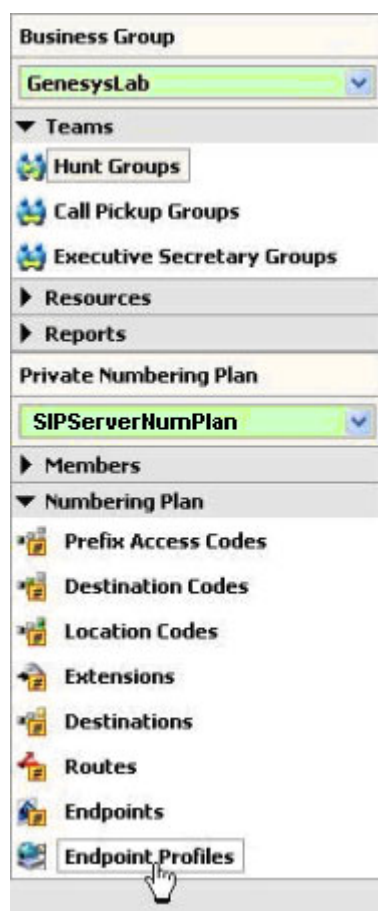 Business Group
GenesysLab
Teams
Hunt Groups
Call Pickup Groups
Executive Secretary Groups
Resources
Reports
Private Numbering Plan
SIPServerNumPlan
Members
Numbering Plan
Prefix Access Codes
Destination Codes
Location Codes
Extensions
Destinations
Routes
Endpoints
Endpoint Profiles